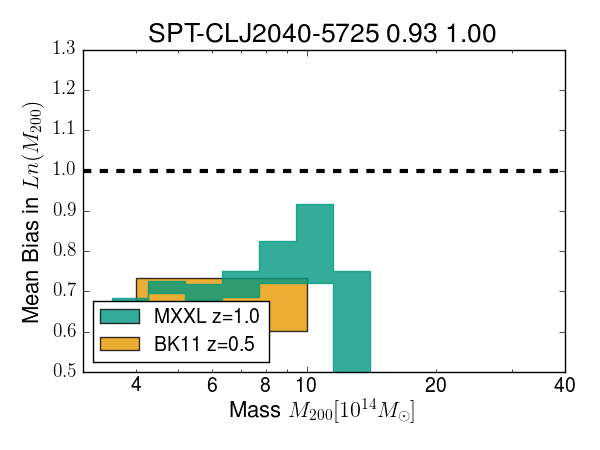 SPT-CLJ2040-5725 0.93 1.00
1.3
1.2
1.1
1.0
0.9
0.8
0.7
0.6
0.5
Mean Bias in Ln(M200)
MXXL z=1.0
BK11 z=0.5
4 6 8 10 20 40
Mass M200[10^14 M⊙]